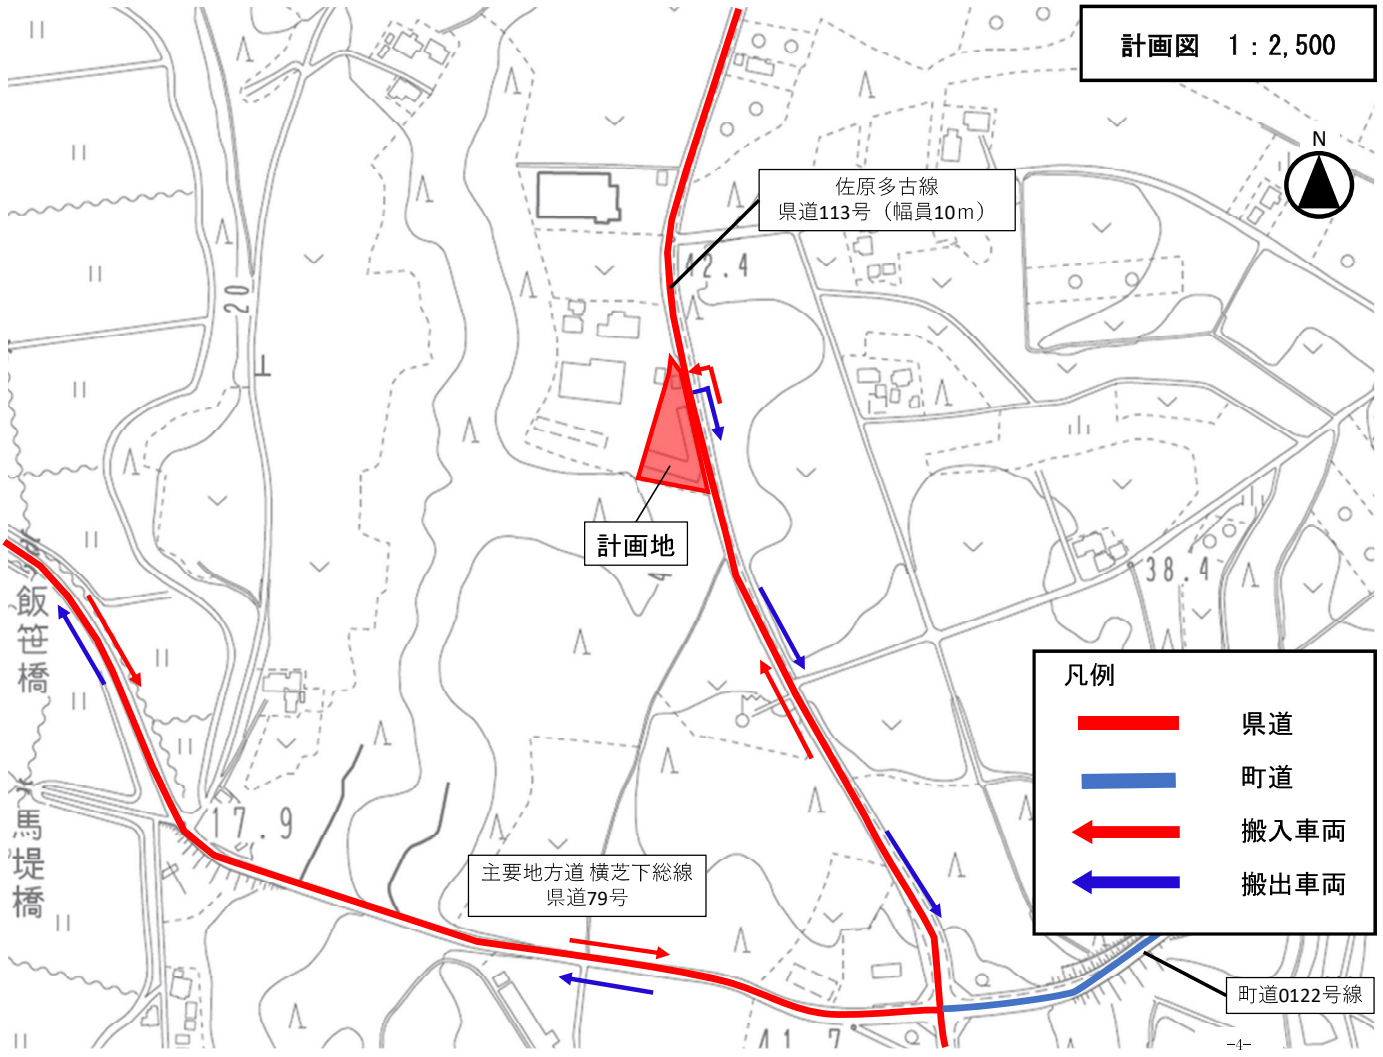 計画図　1：2,500
N
佐原多古線
県道113号（幅員10ｍ）
42.4
20
計画地
38.4
飯笹橋
凡例
県道
町道
搬入車両
搬出車両
17.9
馬堤橋
主要地方道 横芝下総線
県道79号
町道0122号線
41.7
-4-